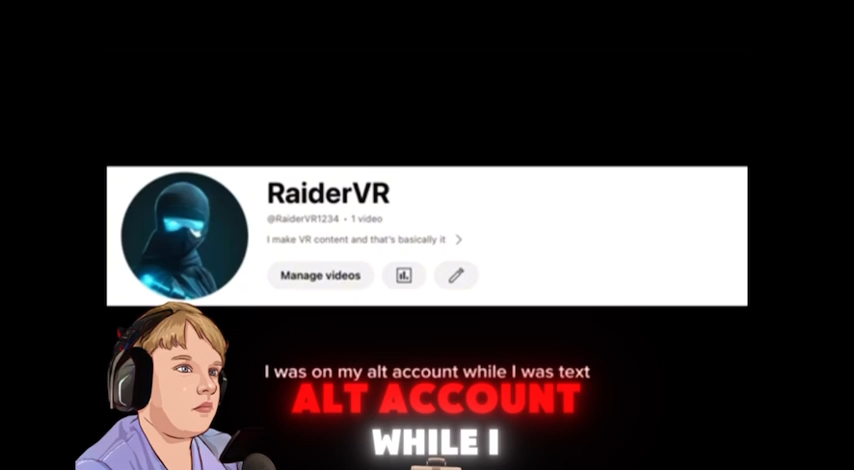 RaiderVR
@RaiderVR1234 • 1 video
I make VR content and that's basically it
Manage videos
I was on my alt account while I was text
ALT ACCOUNT
WHILE I